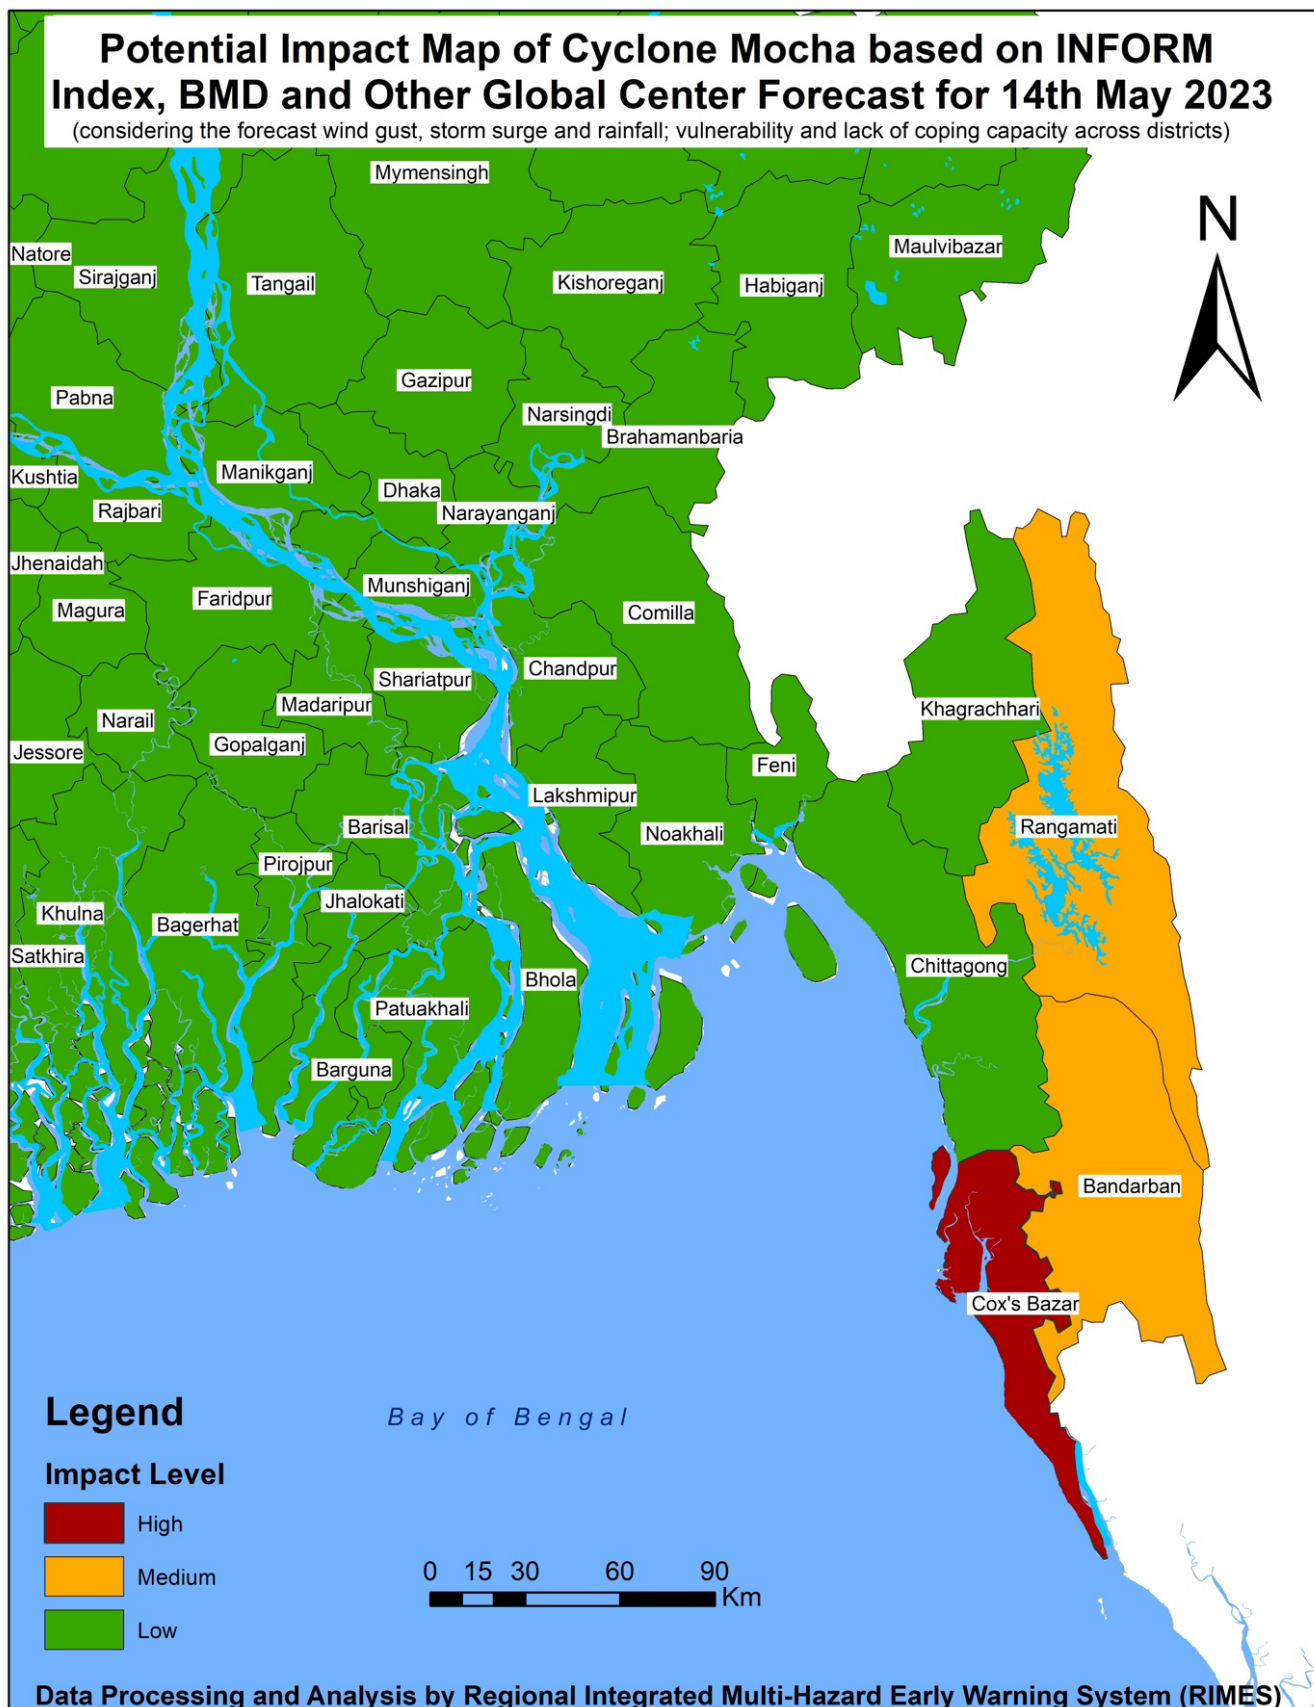 Potential Impact Map of Cyclone Mocha based on INFORM
Index, BMD and Other Global Center Forecast for 14th May 2023
(considering the forecast wind gust, storm surge and rainfall; vulnerability and lack of coping capacity across districts)
N
Mymensingh
Natore
Sirajganj
Tangail
Kishoreganj
Habiganj
Maulvibazar
Pabna
Gazipur
Narsingdi
Brahamanbaria
Kushtia
Manikganj
Rajbari
Dhaka
Narayanganj
Jhenaidah
Magura
Faridpur
Munshiganj
Comilla
Shariatpur
Chandpur
Madaripur
Narail
Gopalganj
Jessore
Khagrachhari
Feni
Lakshmipur
Noakhali
Rangamati
Barisal
Pirojpur
Jhalokati
Khulna
Bagerhat
Satkhira
Chittagong
Bhola
Patuakhali
Barguna
Bandarban
Cox's Bazar
Bay of Bengal
Legend
Impact Level
High
Medium
Low
0 15 30 60 90
Km
Data Processing and Analysis by Regional Integrated Multi-Hazard Early Warning System (RIMES)